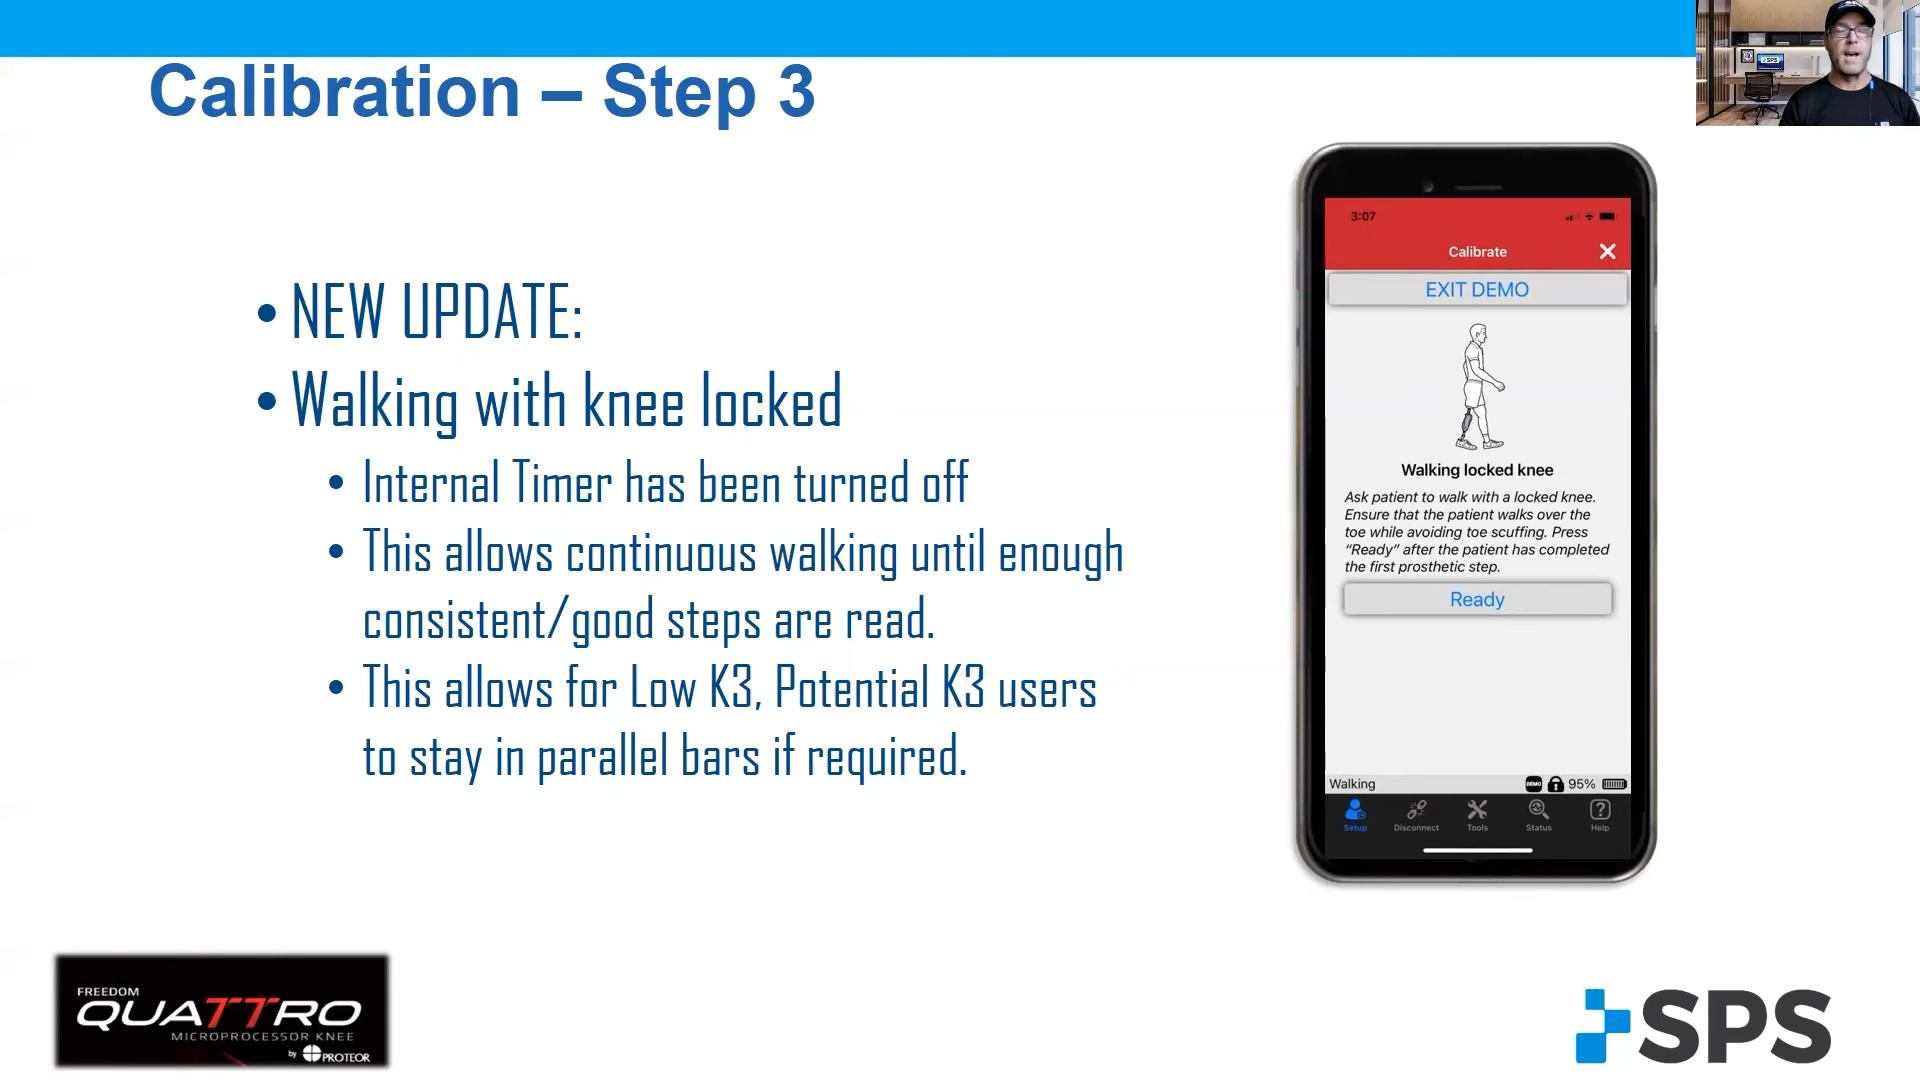 Calibration – Step 3
SPS
• NEW UPDATE:
• Walking with knee locked
• Internal Timer has been turned off
• This allows continuous walking until enough
consistent/good steps are read.
• This allows for Low K3, Potential K3 users
to stay in parallel bars if required.
3:07
Calibrate
EXIT DEMO
Walking locked knee
Ask patient to walk with a locked knee.
Ensure that the patient walks over the
toe while avoiding toe scuffing. Press
“Ready” after the patient has completed
the first prosthetic step.
Ready
Walking DEMO 95%
Setup Disconnect Tools Status Help
FREEDOM
QUATTRO
MICROPROCESSOR KNEE
by PROTEOR
SPS